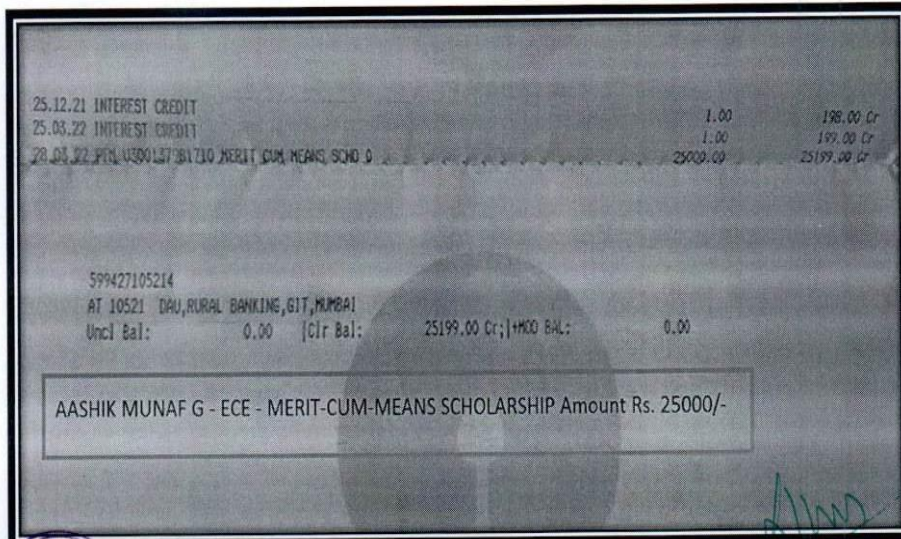 25.12.21 INTEREST CREDIT 1.00 198.00 Cr
25.03.22 INTEREST CREDIT 1.00 199.00 Cr
28.03.22 MERIT CUM MEANS SCHO 25000.00 25199.00 Cr
599427105214
AT 10521 DAU,RURAL BANKING,GIT,MUMBAI
Uncl Bal: 0.00 |Clr Bal: 25199.00 Cr;|+MOD BAL: 0.00
AASHIK MUNAF G - ECE - MERIT-CUM-MEANS SCHOLARSHIP Amount Rs. 25000/-